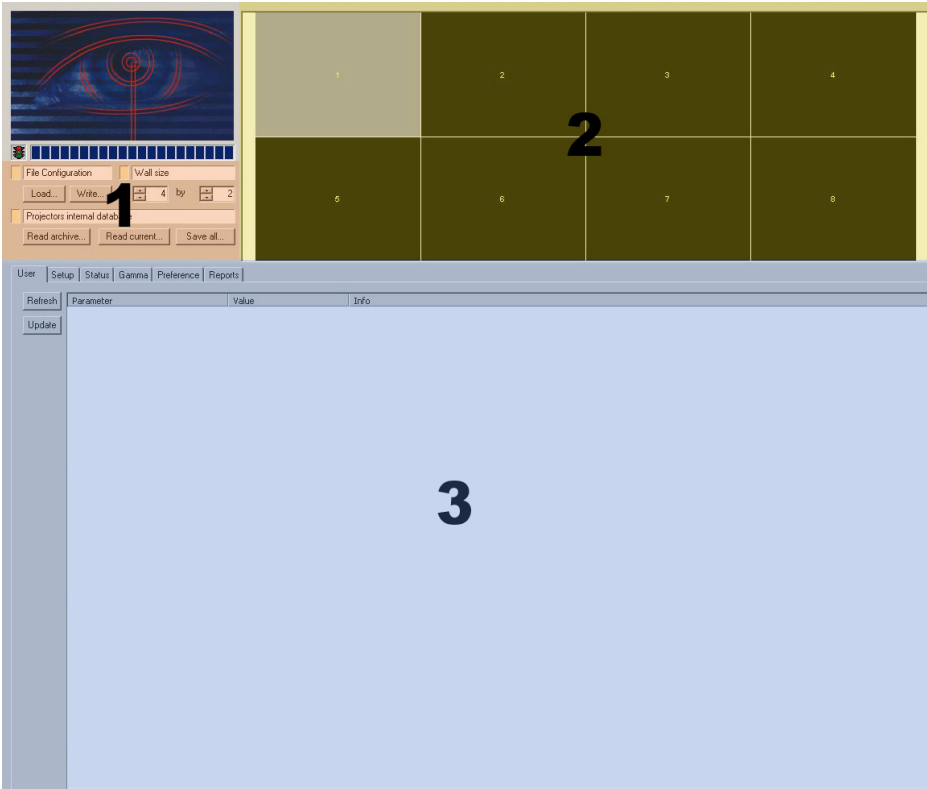 1 2 3 4
2
File Configuration Wall size
Load... Write... 4 by 2
1
5 6 7 8
Projectors internal database
Read archive... Read current... Save all...
User Setup Status Gamma Preference Reports
Refresh Parameter Value Info
Update
3